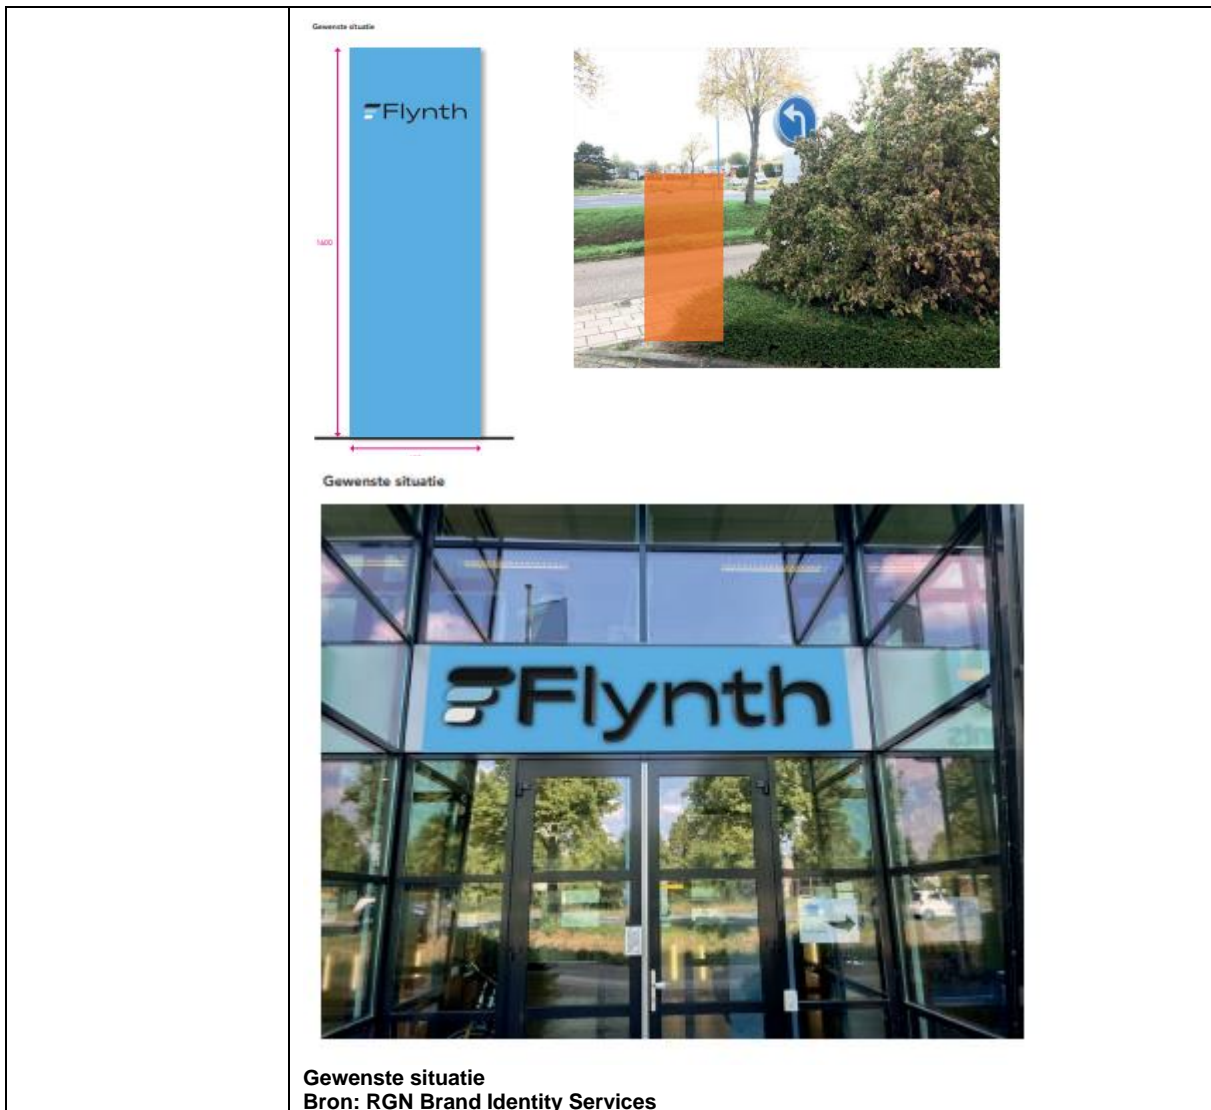 Gewenste situatie
Flynth
1600
Gewenste situatie
Flynth
Gewenste situatie
Bron: RGN Brand Identity Services